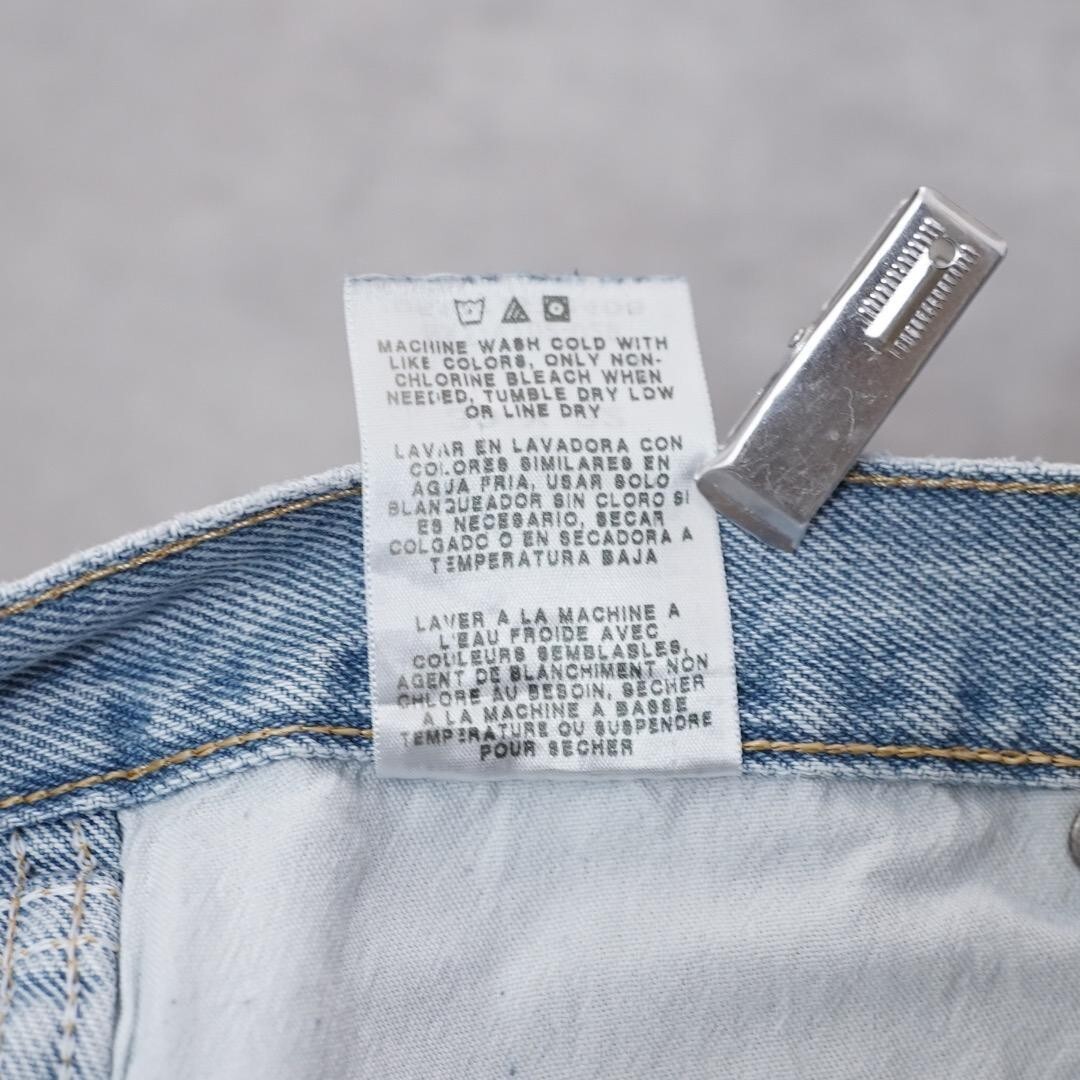 MACHINE WASH COLD WITH
LIKE COLORS, ONLY NON-
CHLORINE BLEACH WHEN
NEEDED, TUMBLE DRY LOW
OR LINE DRY
LAVAR EN LAVADORA CON
COLORES SIMILARES EN
AGUA FRIA, USAR SOLO
BLANQUEADOR SIN CLORO SI
ES NECESARIO, SECAR
COLGADO O EN SECADORA A
TEMPERATURA BAJA
LAVER A LA MACHINE A
L'EAU FROIDE AVEC
COULEURS SEMBLABLES,
AGENT DE BLANCHIMENT NON
CHLORE AU BESOIN, SECHER
A LA MACHINE A BASSE
TEMPERATURE OU SUSPENDRE
POUR SECHER